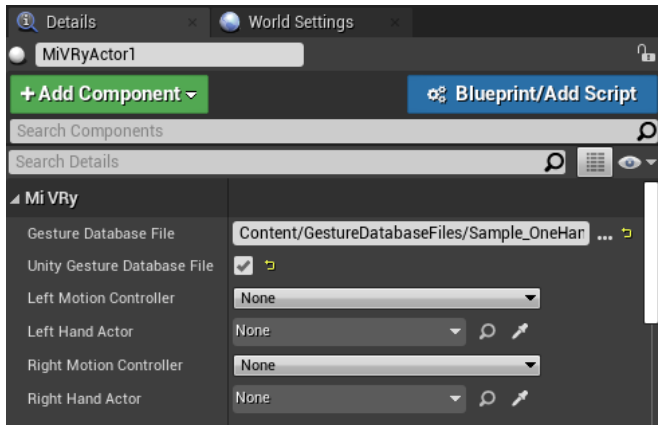 Details World Settings
MiVRyActor1
+ Add Component Blueprint/Add Script
Search Components
Search Details
Mi VRy
Gesture Database File Content/GestureDatabaseFiles/Sample_OneHan ...
Unity Gesture Database File
Left Motion Controller None
Left Hand Actor None
Right Motion Controller None
Right Hand Actor None